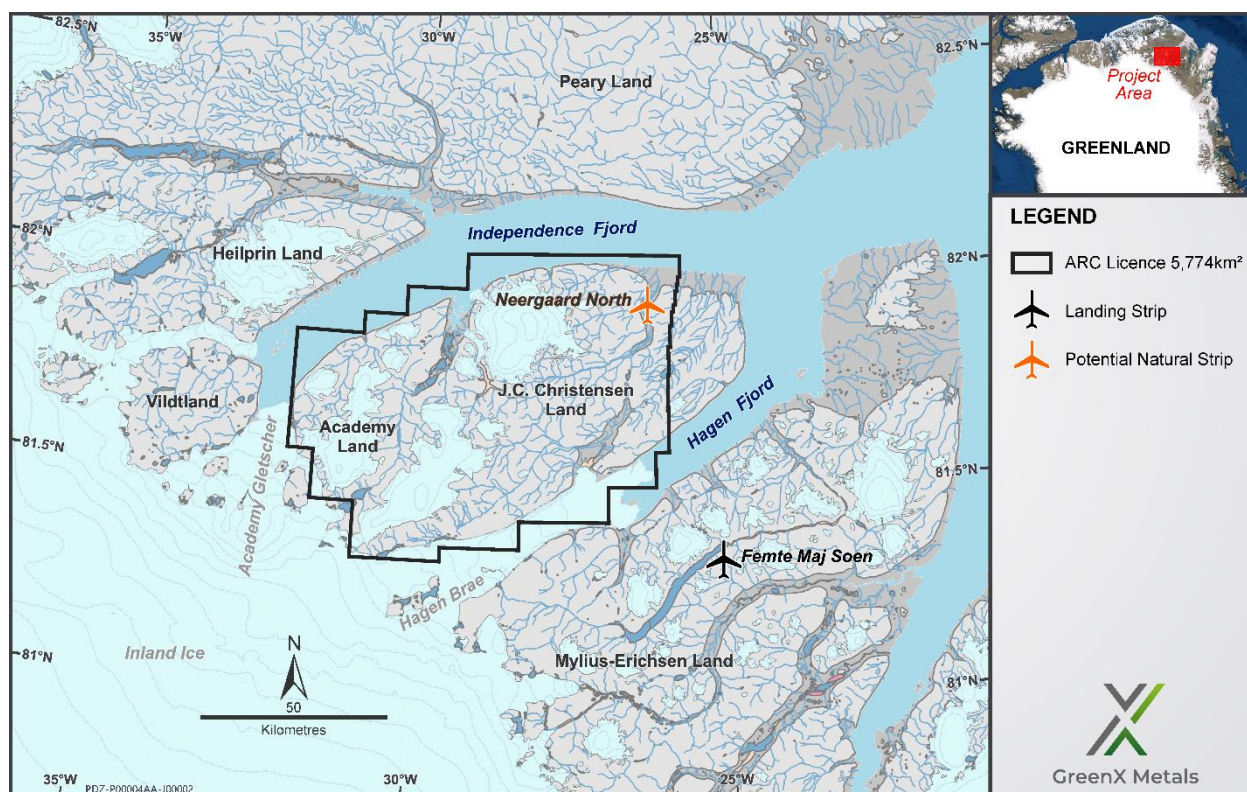 82.5°N
35°W
30°W
25°W
82.5°N
Peary Land
82°N
Independence Fjord
Heilprin Land
82°N
Neergaard North
Vildtland
J.C. Christensen
Land
Academy
Land
Hagen Fjord
81.5°N
81.5°N
Academy Gletscher
Femte Maj Soen
Hagen Brae
N
Inland Ice
81°N
Mylius-Erichsen Land
81°N
50
Kilometres
35°W
30°W
25°W
PDZ-P00004AA-I00002
Project
Area
GREENLAND
LEGEND
ARC Licence 5,774km²
Landing Strip
Potential Natural Strip
GreenX Metals